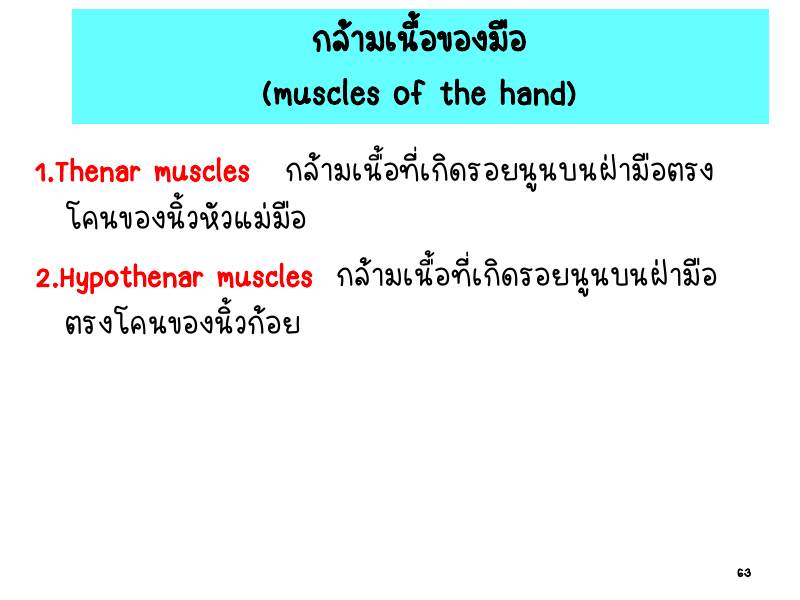 กล้ามเนื้อของมือ
(muscles of the hand)
1.Thenar muscles กล้ามเนื้อที่เกิดรอยนูนบนฝ่ามือตรง
โคนของนิ้วหัวแม่มือ
2.Hypothenar muscles กล้ามเนื้อที่เกิดรอยนูนบนฝ่ามือ
ตรงโคนของนิ้วก้อย
63